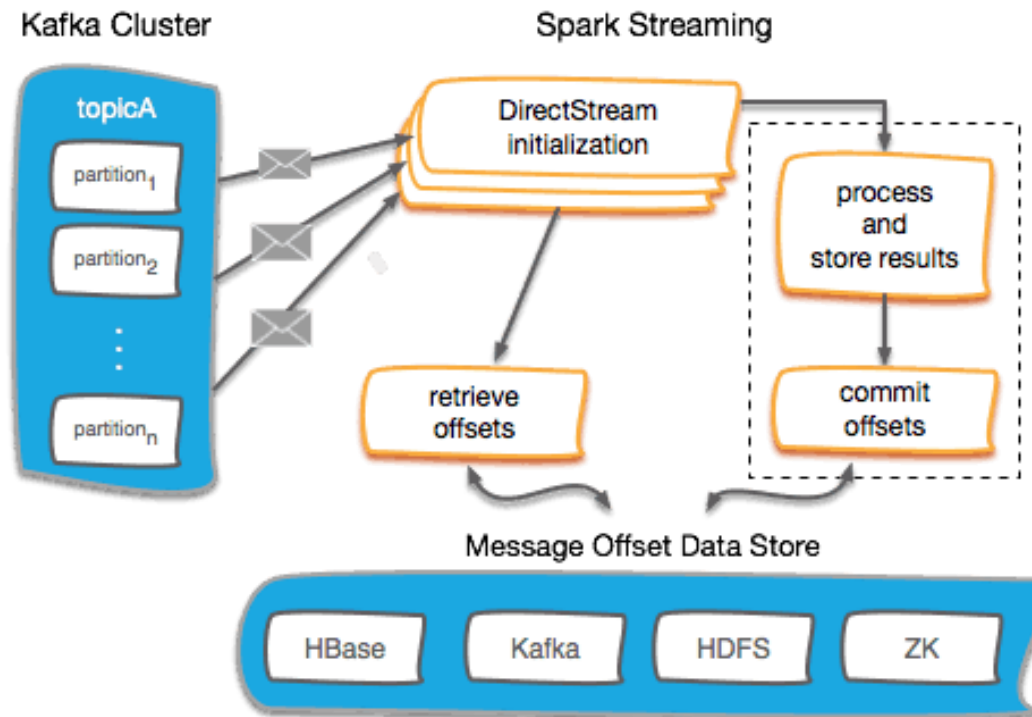 Kafka Cluster
Spark Streaming
topicA
partition1
partition2
partitionn
DirectStream
initialization
process
and
store results
retrieve
offsets
commit
offsets
Message Offset Data Store
HBase
Kafka
HDFS
ZK